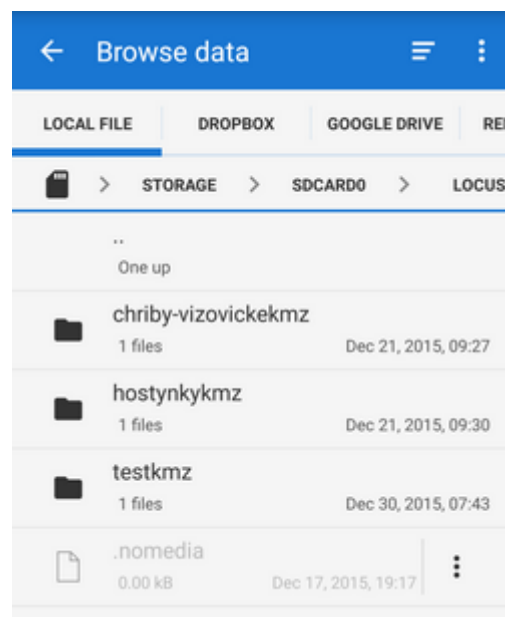 Browse data
LOCAL FILE DROPBOX GOOGLE DRIVE RE
STORAGE SDCARD0 LOCUS
..
One up
chriby-vizovickekmz
1 files Dec 21, 2015, 09:27
hostynkykmz
1 files Dec 21, 2015, 09:30
testkmz
1 files Dec 30, 2015, 07:43
.nomedia
0.00 kB Dec 17, 2015, 19:17